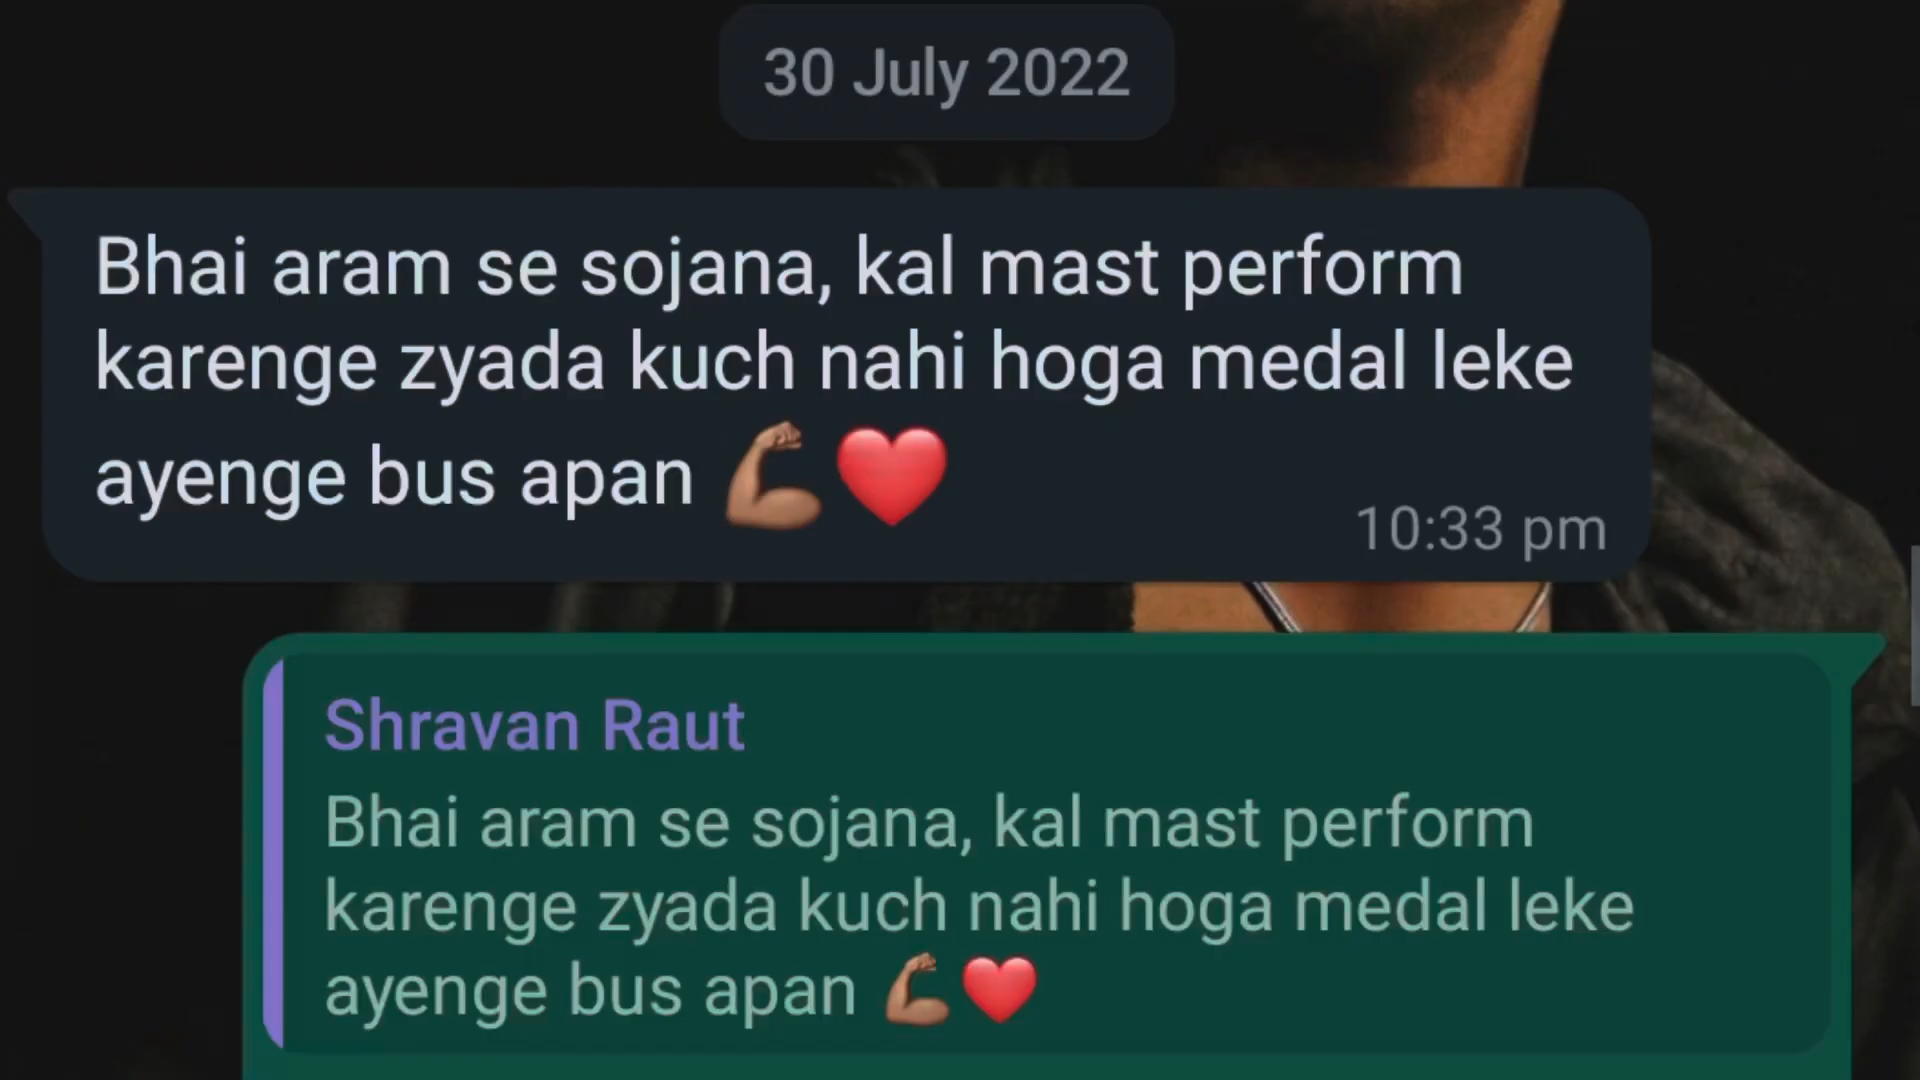 30 July 2022
Bhai aram se sojana, kal mast perform
karenge zyada kuch nahi hoga medal leke
ayenge bus apan 💪🏽❤️
10:33 pm
Shravan Raut
Bhai aram se sojana, kal mast perform
karenge zyada kuch nahi hoga medal leke
ayenge bus apan 💪🏽❤️